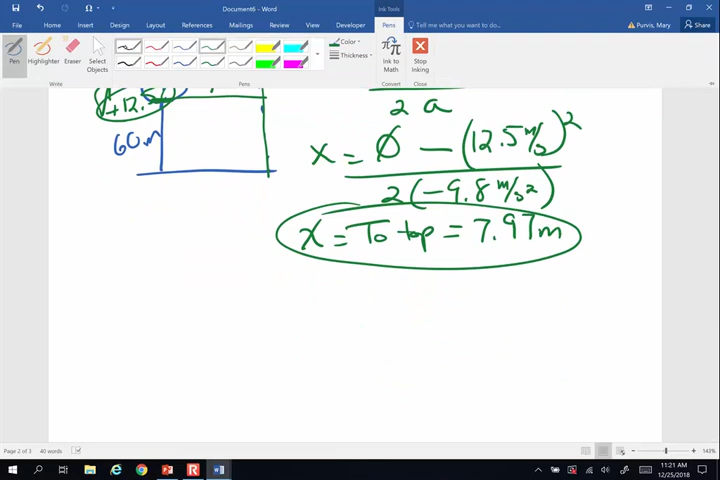 Document6 - Word
Ink Tools
Purvis, Mary
File
Home
Insert
Design
Layout
References
Mailings
Review
View
Developer
Pens
Tell me what you want to do...
Share
Pen
Highlighter
Eraser
Select Objects
Color
Thickness
Ink to Math
Stop Inking
Write
Pens
Convert
Close
+12.5
60m
2 a
x = 0 - (12.5 m/s)²
2 (-9.8 m/s²)
x = To top = 7.97m
Page 2 of 3
40 words
143%
11:21 AM
12/25/2018